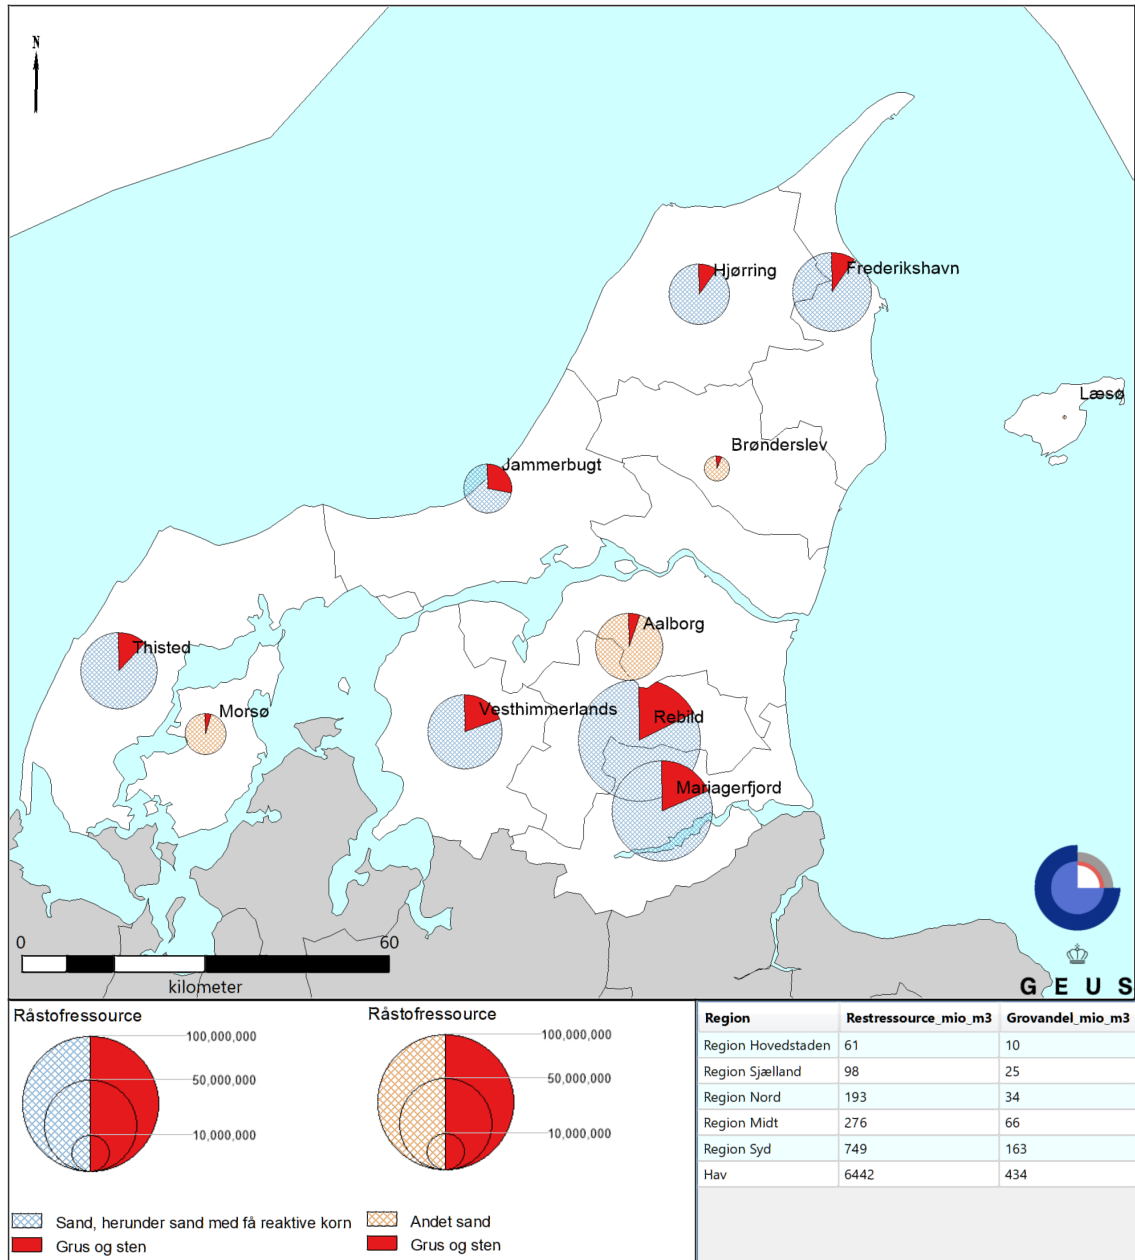 N
Hjørring
Frederikshavn
Læsø
Brønderslev
Jammerbugt
Aalborg
Thisted
Rebild
Morsø
Vesthimmerlands
Mariagerfjord
0 60
kilometer
G E U S
Råstofressource
100,000,000
50,000,000
10,000,000
Sand, herunder sand med få reaktive korn
Grus og sten
Råstofressource
100,000,000
50,000,000
10,000,000
Andet sand
Grus og sten
Region Restressource_mio_m3 Grovandel_mio_m3
Region Hovedstaden 61 10
Region Sjælland 98 25
Region Nord 193 34
Region Midt 276 66
Region Syd 749 163
Hav 6442 434